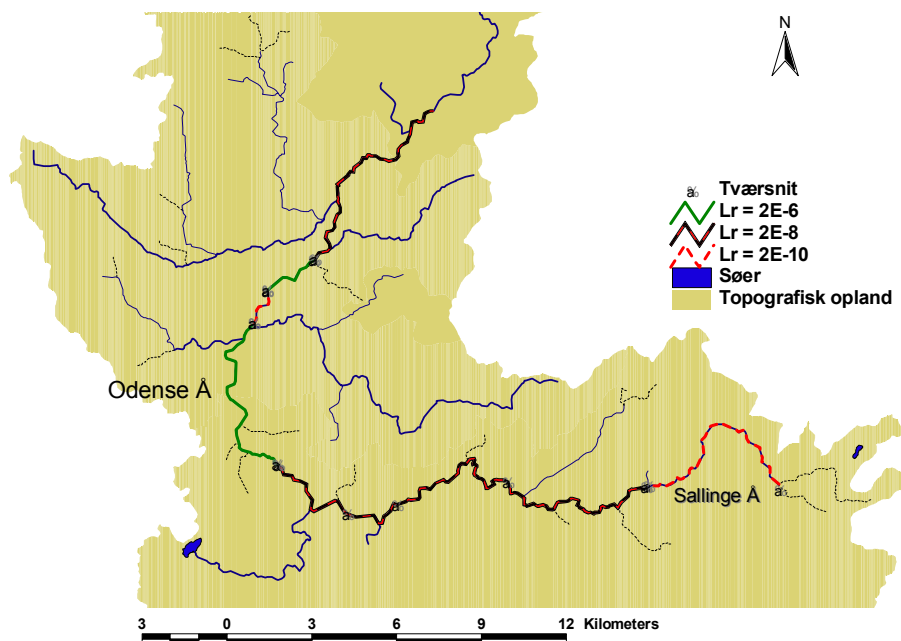 N
Tværsnit
Lr = 2E-6
Lr = 2E-8
Lr = 2E-10
Søer
Topografisk opland
Odense Å
Sallinge Å
3 0 3 6 9 12 Kilometers